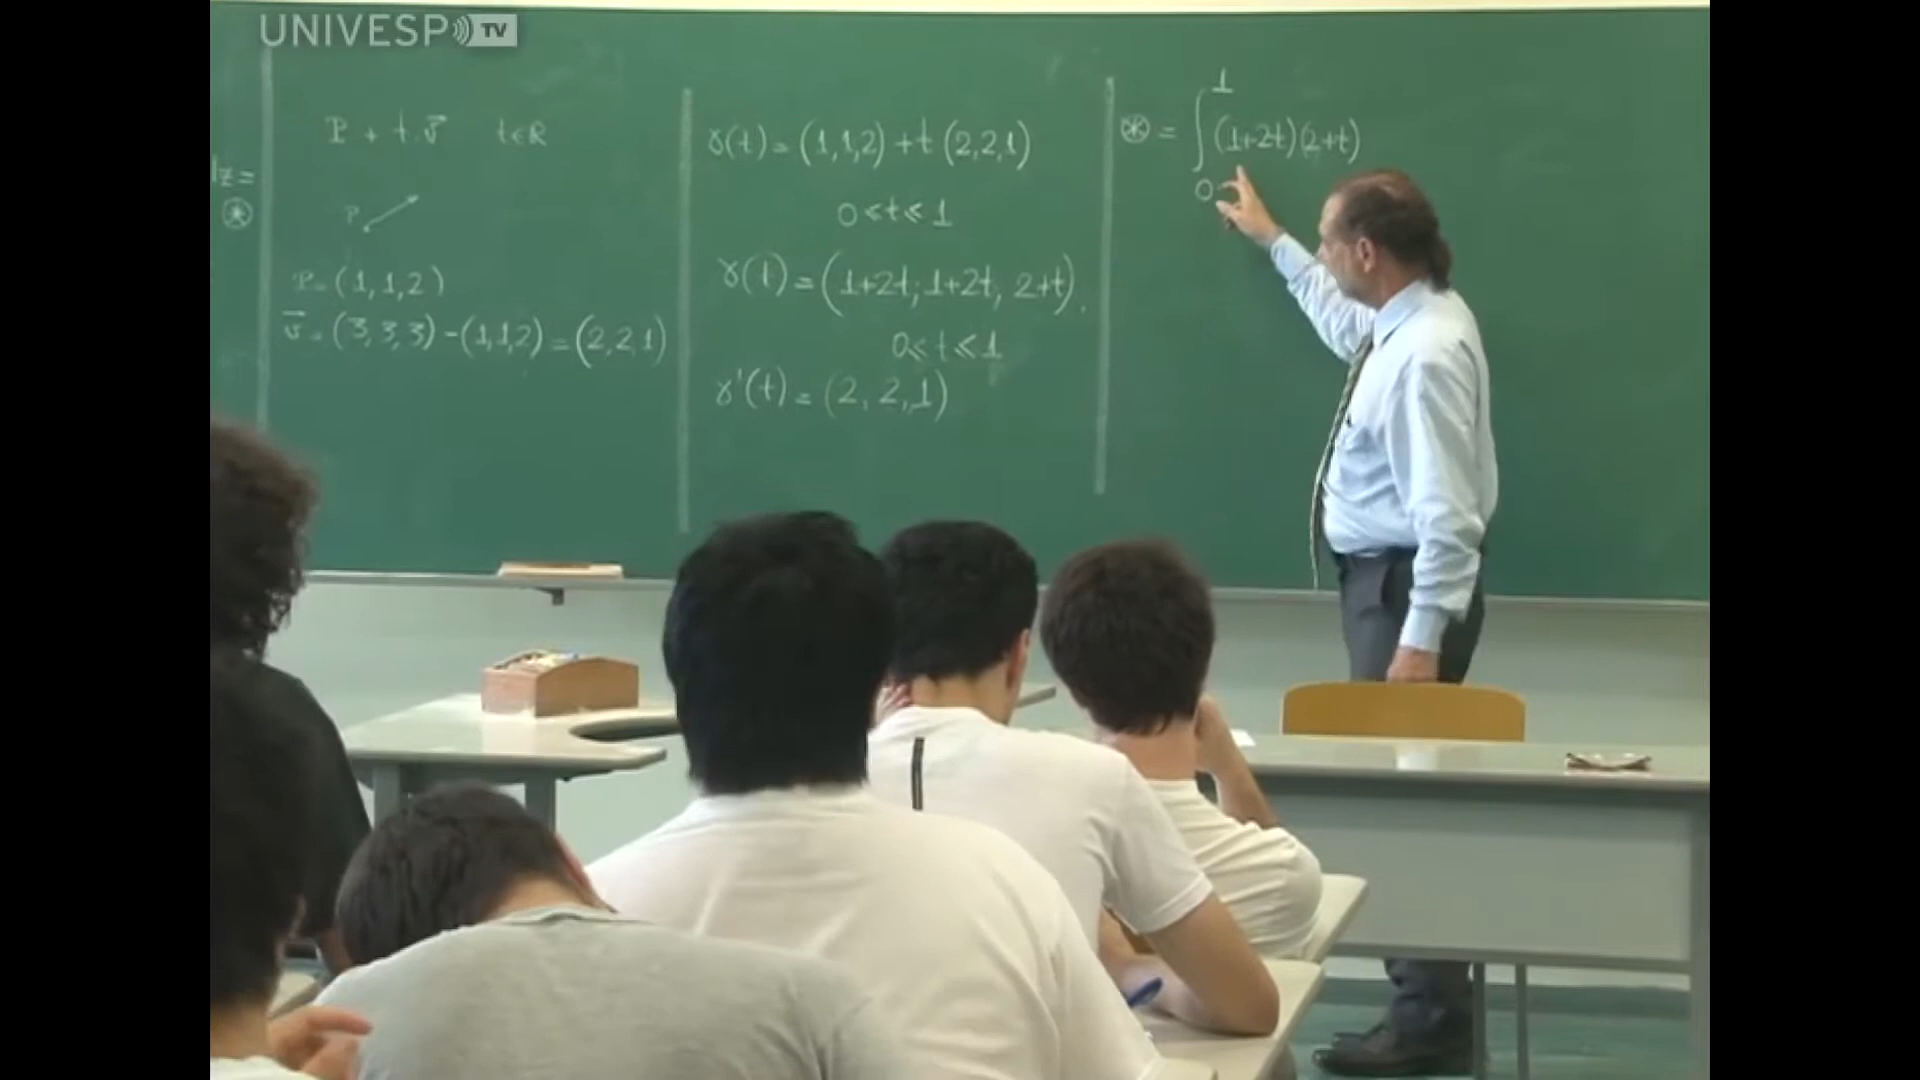 UNIVESP TV
P + t.v⃗ t∈R
z=
⊛
P
P=(1,1,2)
v⃗=(3,3,3)-(1,1,2)=(2,2,1)
γ(t)=(1,1,2)+t(2,2,1)
0≤t≤1
γ(t)=(1+2t; 1+2t, 2+t).
0≤t≤1
γ'(t)=(2,2,1)
⊛=∫₀¹(1+2t)(2+t)